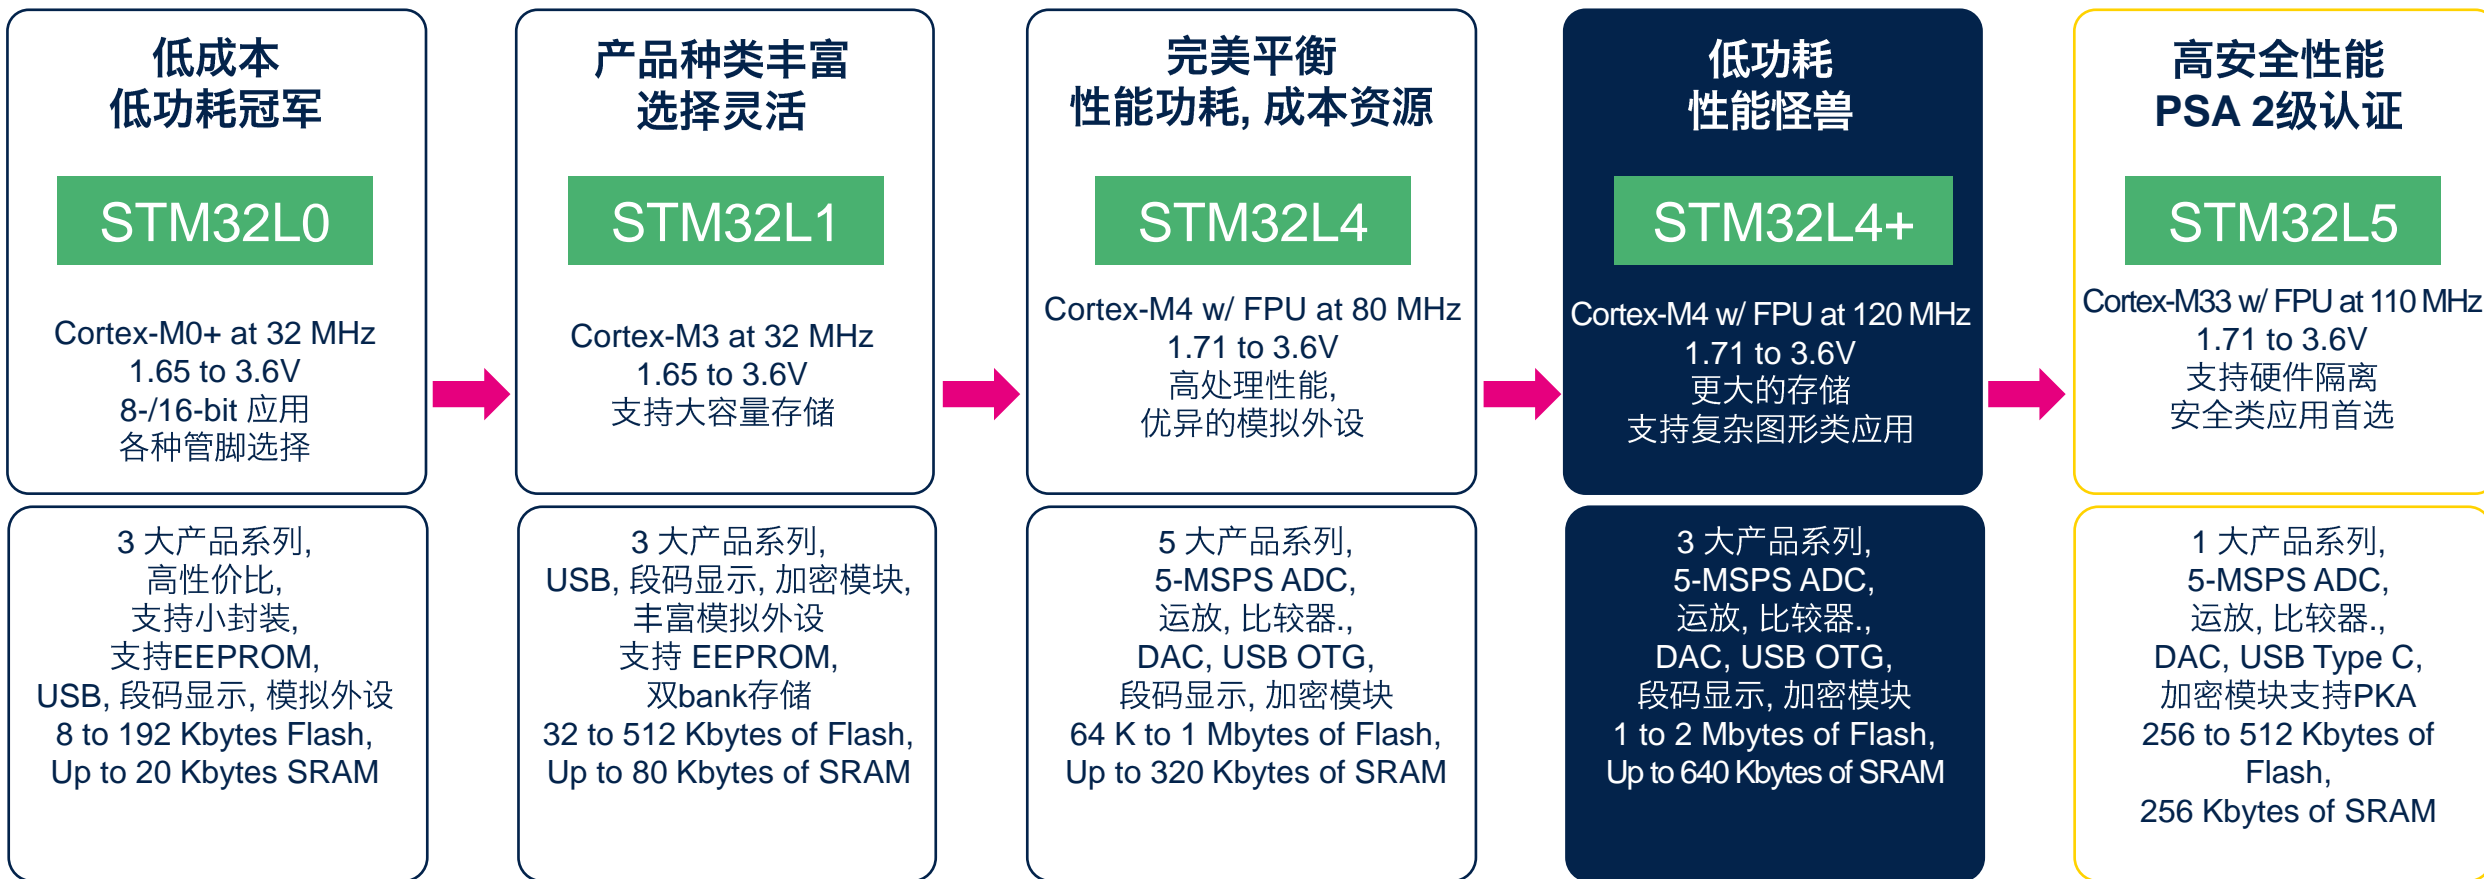 低成本
低功耗冠军
STM32L0
Cortex-M0+ at 32 MHz
1.65 to 3.6V
8-/16-bit 应用
各种管脚选择
3 大产品系列,
高性价比,
支持小封装,
支持EEPROM,
USB, 段码显示, 模拟外设
8 to 192 Kbytes Flash,
Up to 20 Kbytes SRAM
产品种类丰富
选择灵活
STM32L1
Cortex-M3 at 32 MHz
1.65 to 3.6V
支持大容量存储
3 大产品系列,
USB, 段码显示, 加密模块,
丰富模拟外设
支持 EEPROM,
双bank存储
32 to 512 Kbytes of Flash,
Up to 80 Kbytes of SRAM
完美平衡
性能功耗, 成本资源
STM32L4
Cortex-M4 w/ FPU at 80 MHz
1.71 to 3.6V
高处理性能,
优异的模拟外设
5 大产品系列,
5-MSPS ADC,
运放, 比较器.,
DAC, USB OTG,
段码显示, 加密模块
64 K to 1 Mbytes of Flash,
Up to 320 Kbytes of SRAM
低功耗
性能怪兽
STM32L4+
Cortex-M4 w/ FPU at 120 MHz
1.71 to 3.6V
更大的存储
支持复杂图形类应用
3 大产品系列,
5-MSPS ADC,
运放, 比较器.,
DAC, USB OTG,
段码显示, 加密模块
1 to 2 Mbytes of Flash,
Up to 640 Kbytes of SRAM
高安全性能
PSA 2级认证
STM32L5
Cortex-M33 w/ FPU at 110 MHz
1.71 to 3.6V
支持硬件隔离
安全类应用首选
1 大产品系列,
5-MSPS ADC,
运放, 比较器.,
DAC, USB Type C,
加密模块支持PKA
256 to 512 Kbytes of
Flash,
256 Kbytes of SRAM